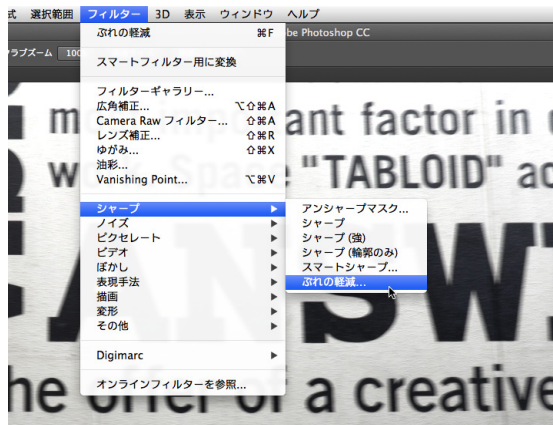 式 選択範囲 フィルター 3D 表示 ウィンドウ ヘルプ
ぶれの軽減 ⌘F
be Photoshop CC
ラブズーム 100
スマートフィルター用に変換
フィルターギャラリー...
広角補正... ⌥⇧⌘A
Camera Raw フィルター... ⇧⌘A
レンズ補正... ⇧⌘R
ゆがみ... ⇧⌘X
油彩...
Vanishing Point... ⌥⌘V
シャープ ▶
ノイズ ▶
ピクセレート ▶
ビデオ ▶
ぼかし ▶
表現手法 ▶
描画 ▶
変形 ▶
その他 ▶
Digimarc ▶
オンラインフィルターを参照...
アンシャープマスク...
シャープ
シャープ (強)
シャープ (輪郭のみ)
スマートシャープ...
ぶれの軽減...
ant factor in
"TABLOID" ac
ANSW
he offer of a creative